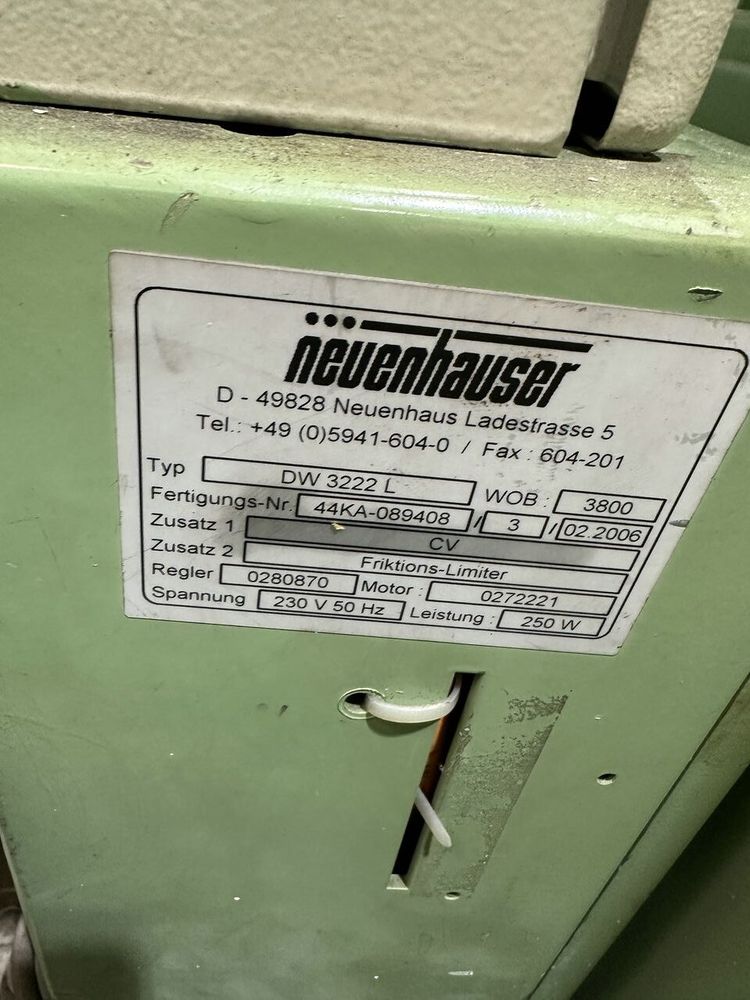 neuenhauser
D - 49828 Neuenhaus Ladestrasse 5
Tel.: +49 (0)5941-604-0 / Fax : 604-201
Typ DW 3222 L WOB : 3800
Fertigungs-Nr. 44KA-089408 / 3 / 02.2006
Zusatz 1 CV
Zusatz 2 Friktions-Limiter
Regler 0280870 Motor : 0272221
Spannung 230 V 50 Hz Leistung : 250 W